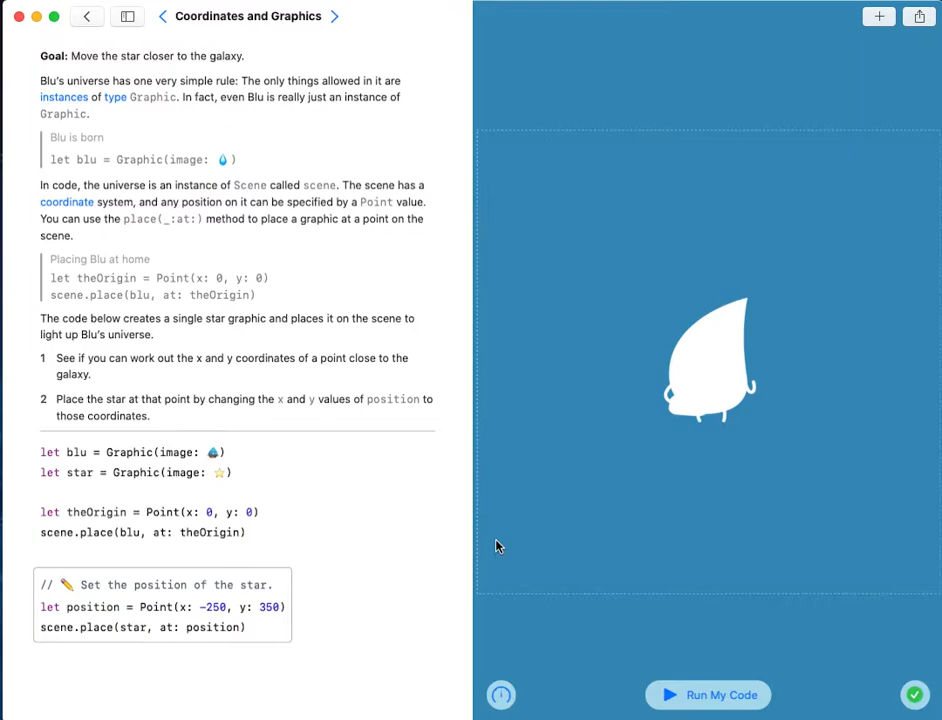 Coordinates and Graphics
Goal: Move the star closer to the galaxy.
Blu's universe has one very simple rule: The only things allowed in it are
instances of type Graphic. In fact, even Blu is really just an instance of
Graphic.
Blu is born
let blu = Graphic(image: 💧)
In code, the universe is an instance of Scene called scene. The scene has a
coordinate system, and any position on it can be specified by a Point value.
You can use the place(_:at:) method to place a graphic at a point on the
scene.
Placing Blu at home
let theOrigin = Point(x: 0, y: 0)
scene.place(blu, at: theOrigin)
The code below creates a single star graphic and places it on the scene to
light up Blu's universe.
1 See if you can work out the x and y coordinates of a point close to the
galaxy.
2 Place the star at that point by changing the x and y values of position to
those coordinates.
let blu = Graphic(image: )
let star = Graphic(image: ⭐)
let theOrigin = Point(x: 0, y: 0)
scene.place(blu, at: theOrigin)
// ✏️ Set the position of the star.
let position = Point(x: -250, y: 350)
scene.place(star, at: position)
Run My Code